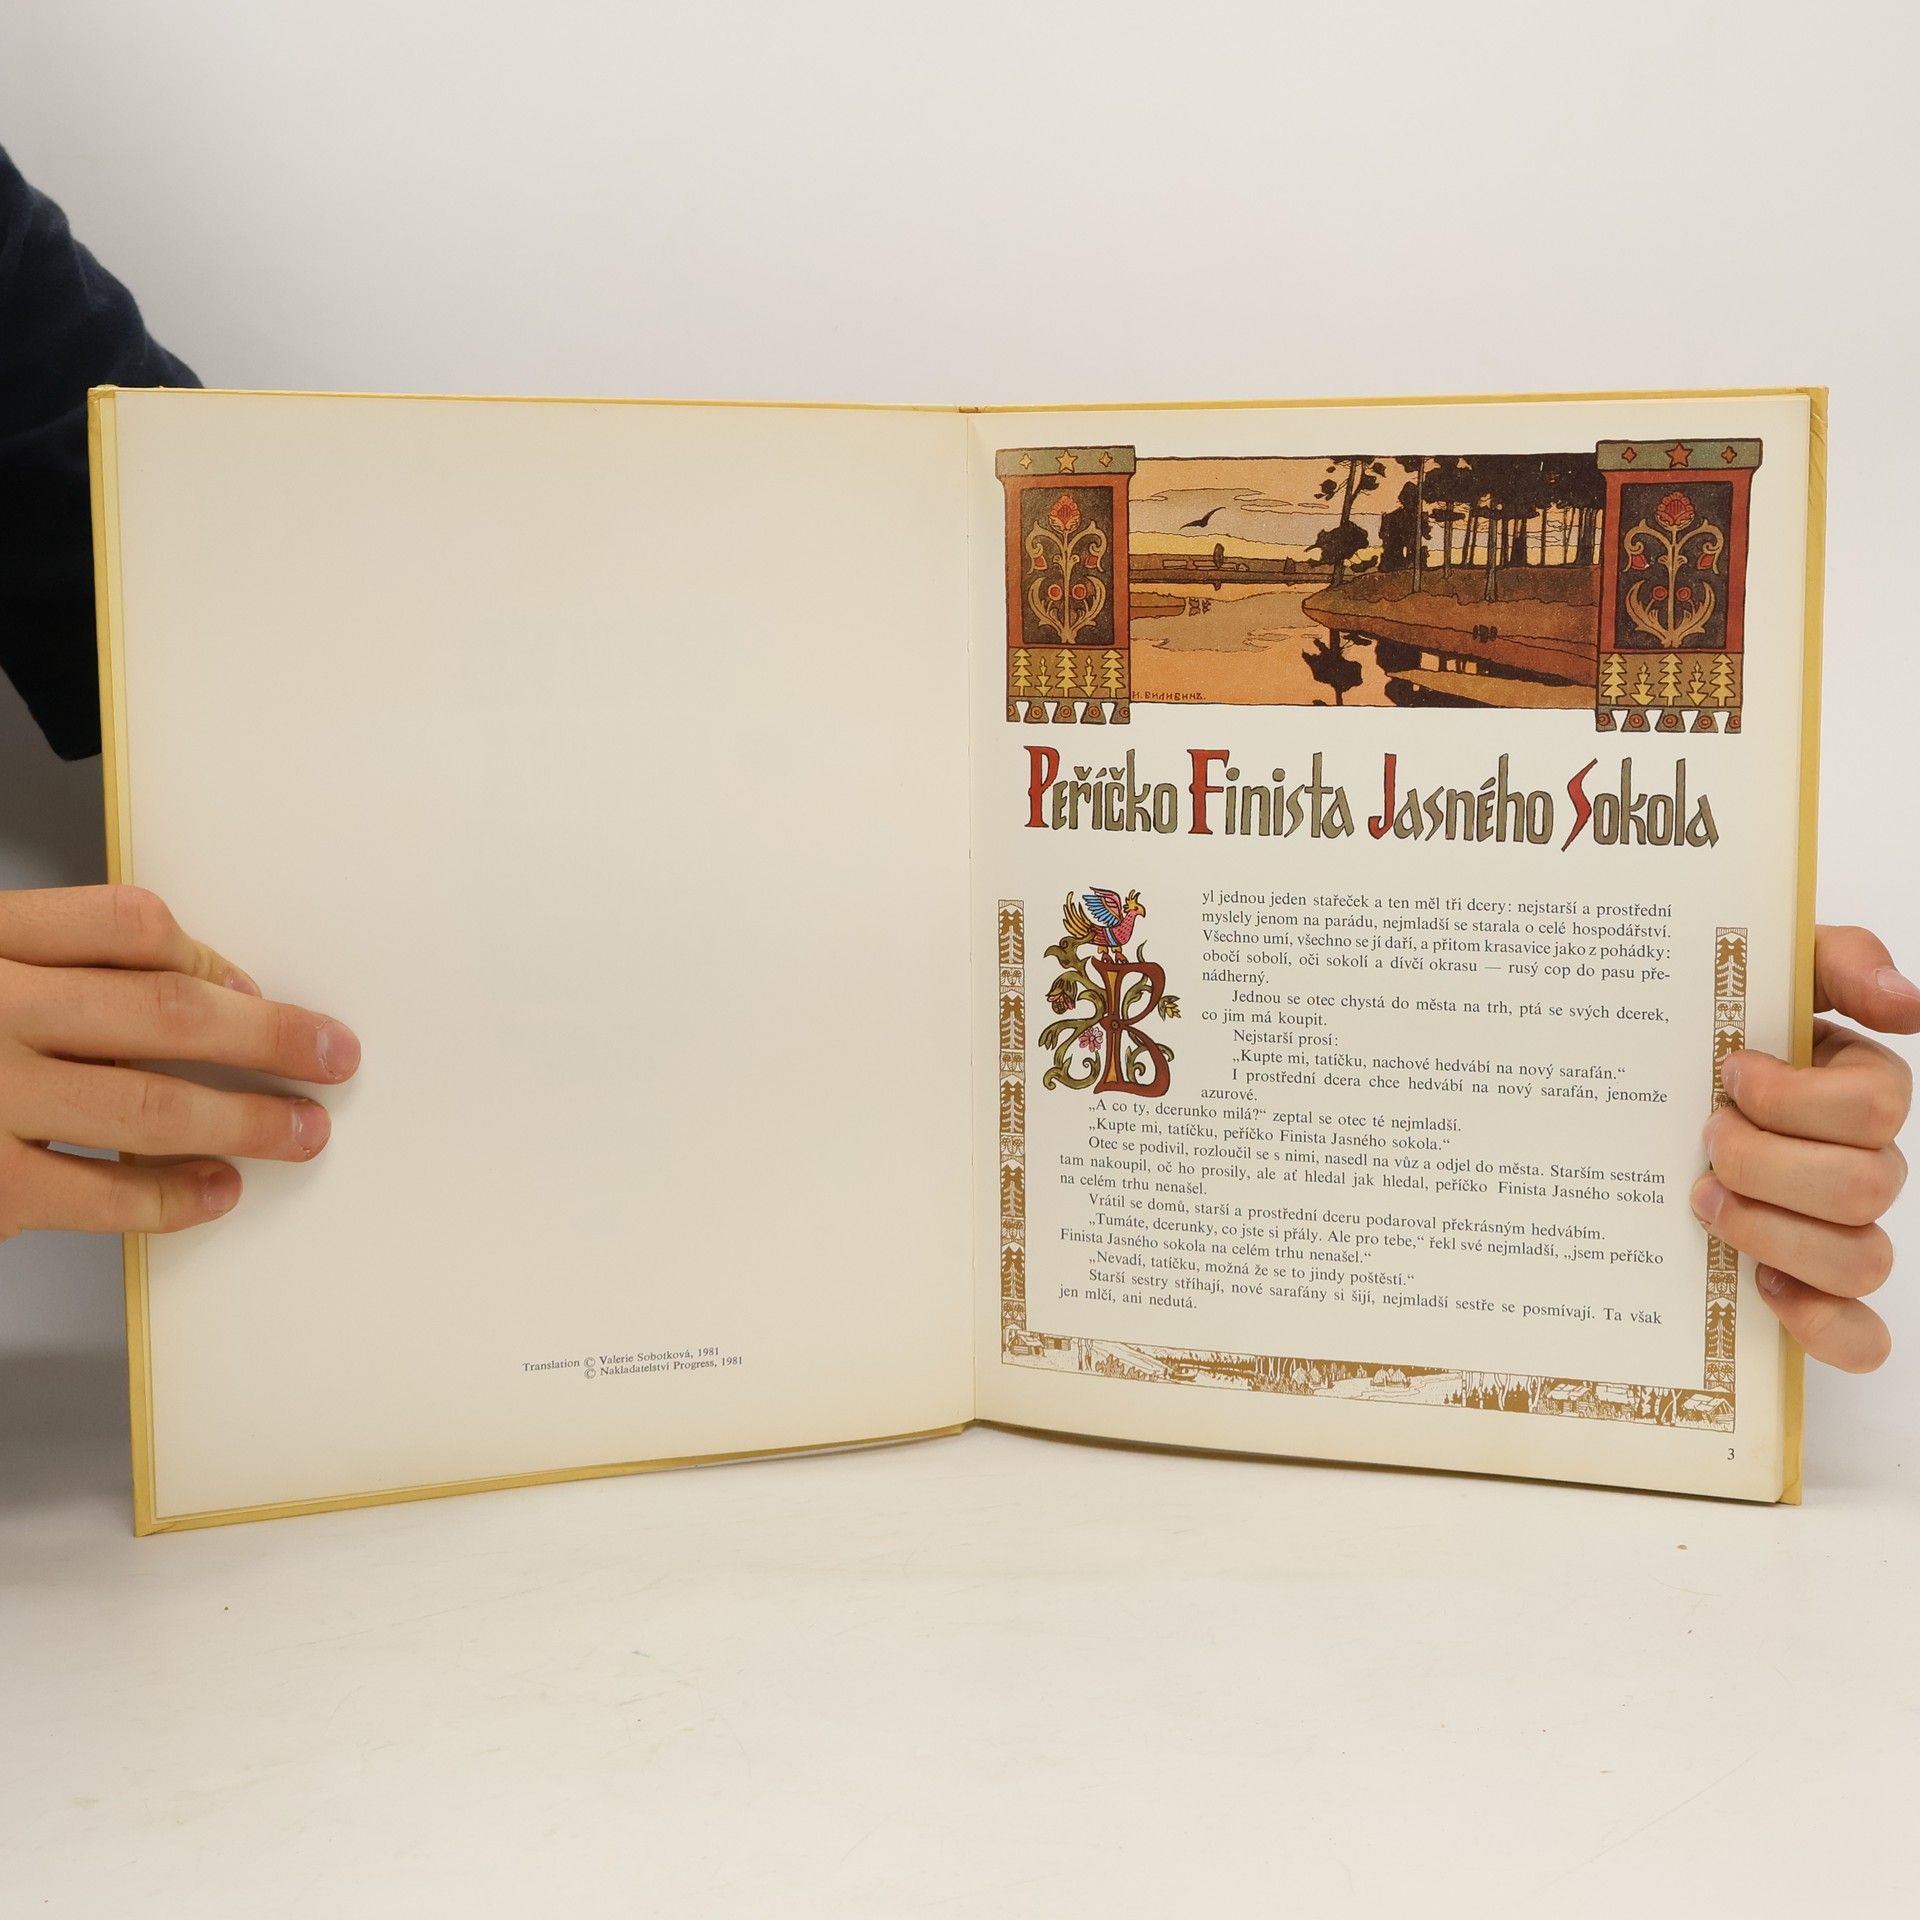 Translation © Valerie Sobotková, 1981
© Nakladatelství Progress, 1981
И. БИЛИБИНЪ.
Peříčko Finista Jasného Sokola
B
yl jednou jeden stařeček a ten měl tři dcery: nejstarší a prostřední
myslely jenom na parádu, nejmladší se starala o celé hospodářství.
Všechno umí, všechno se jí daří, a přitom krasavice jako z pohádky:
obočí sobolí, oči sokolí a dívčí okrasu — rusý cop do pasu pře-
nádherný.
Jednou se otec chystá do města na trh, ptá se svých dcerek,
co jim má koupit.
Nejstarší prosí:
„Kupte mi, tatíčku, nachové hedvábí na nový sarafán.“
I prostřední dcera chce hedvábí na nový sarafán, jenomže
azurové.
„A co ty, dcerunko milá?“ zeptal se otec té nejmladší.
„Kupte mi, tatíčku, peříčko Finista Jasného sokola.“
Otec se podivil, rozloučil se s nimi, nasedl na vůz a odjel do města. Starším sestrám
tam nakoupil, oč ho prosily, ale ať hledal jak hledal, peříčko Finista Jasného sokola
na celém trhu nenašel.
Vrátil se domů, starší a prostřední dceru podaroval překrásným hedvábím.
„Tumáte, dcerunky, co jste si přály. Ale pro tebe,“ řekl své nejmladší, „jsem peříčko
Finista Jasného sokola na celém trhu nenašel.“
„Nevadí, tatíčku, možná že se to jindy poštěstí.“
Starší sestry stříhají, nové sarafány si šijí, nejmladší sestře se posmívají. Ta však
jen mlčí, ani nedutá.
3